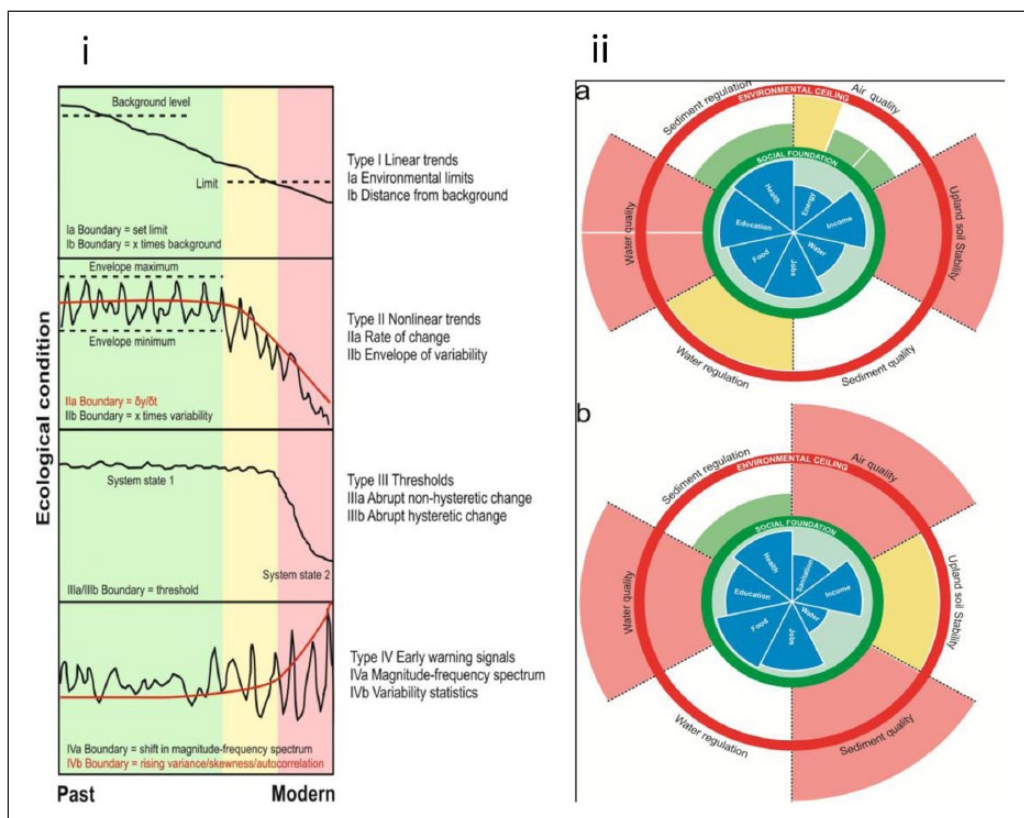 i
Ecological condition
Background level
Limit
Ia Boundary = set limit
Ib Boundary = x times background
Type I Linear trends
Ia Environmental limits
Ib Distance from background
Envelope maximum
Envelope minimum
IIa Boundary = δy/δt
IIb Boundary = x times variability
Type II Nonlinear trends
IIa Rate of change
IIb Envelope of variability
System state 1
System state 2
IIIa/IIIb Boundary = threshold
Type III Thresholds
IIIa Abrupt non-hysteretic change
IIIb Abrupt hysteretic change
IVa Boundary = shift in magnitude-frequency spectrum
IVb Boundary = rising variance/skewness/autocorrelation
Type IV Early warning signals
IVa Magnitude-frequency spectrum
IVb Variability statistics
Past
Modern
ii
a
Sediment regulation
ENVIRONMENTAL CEILING
Air quality
SOCIAL FOUNDATION
Health
Energy
Education
Income
Food
Water
Jobs
Water quality
Upland soil Stability
Water regulation
Sediment quality
b
Sediment regulation
ENVIRONMENTAL CEILING
Air quality
SOCIAL FOUNDATION
Health
Sanitation
Education
Income
Food
Water
Jobs
Water quality
Upland soil Stability
Water regulation
Sediment quality